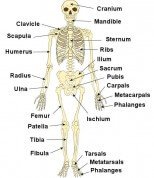 Cranium
Mandible
Clavicle
Scapula
Sternum
Ribs
Humerus
Ilium
Sacrum
Radius
Pubis
Carpals
Ulna
Metacarpals
Phalanges
Femur
Ischium
Patella
Tibia
Tarsals
Fibula
Metatarsals
Phalanges